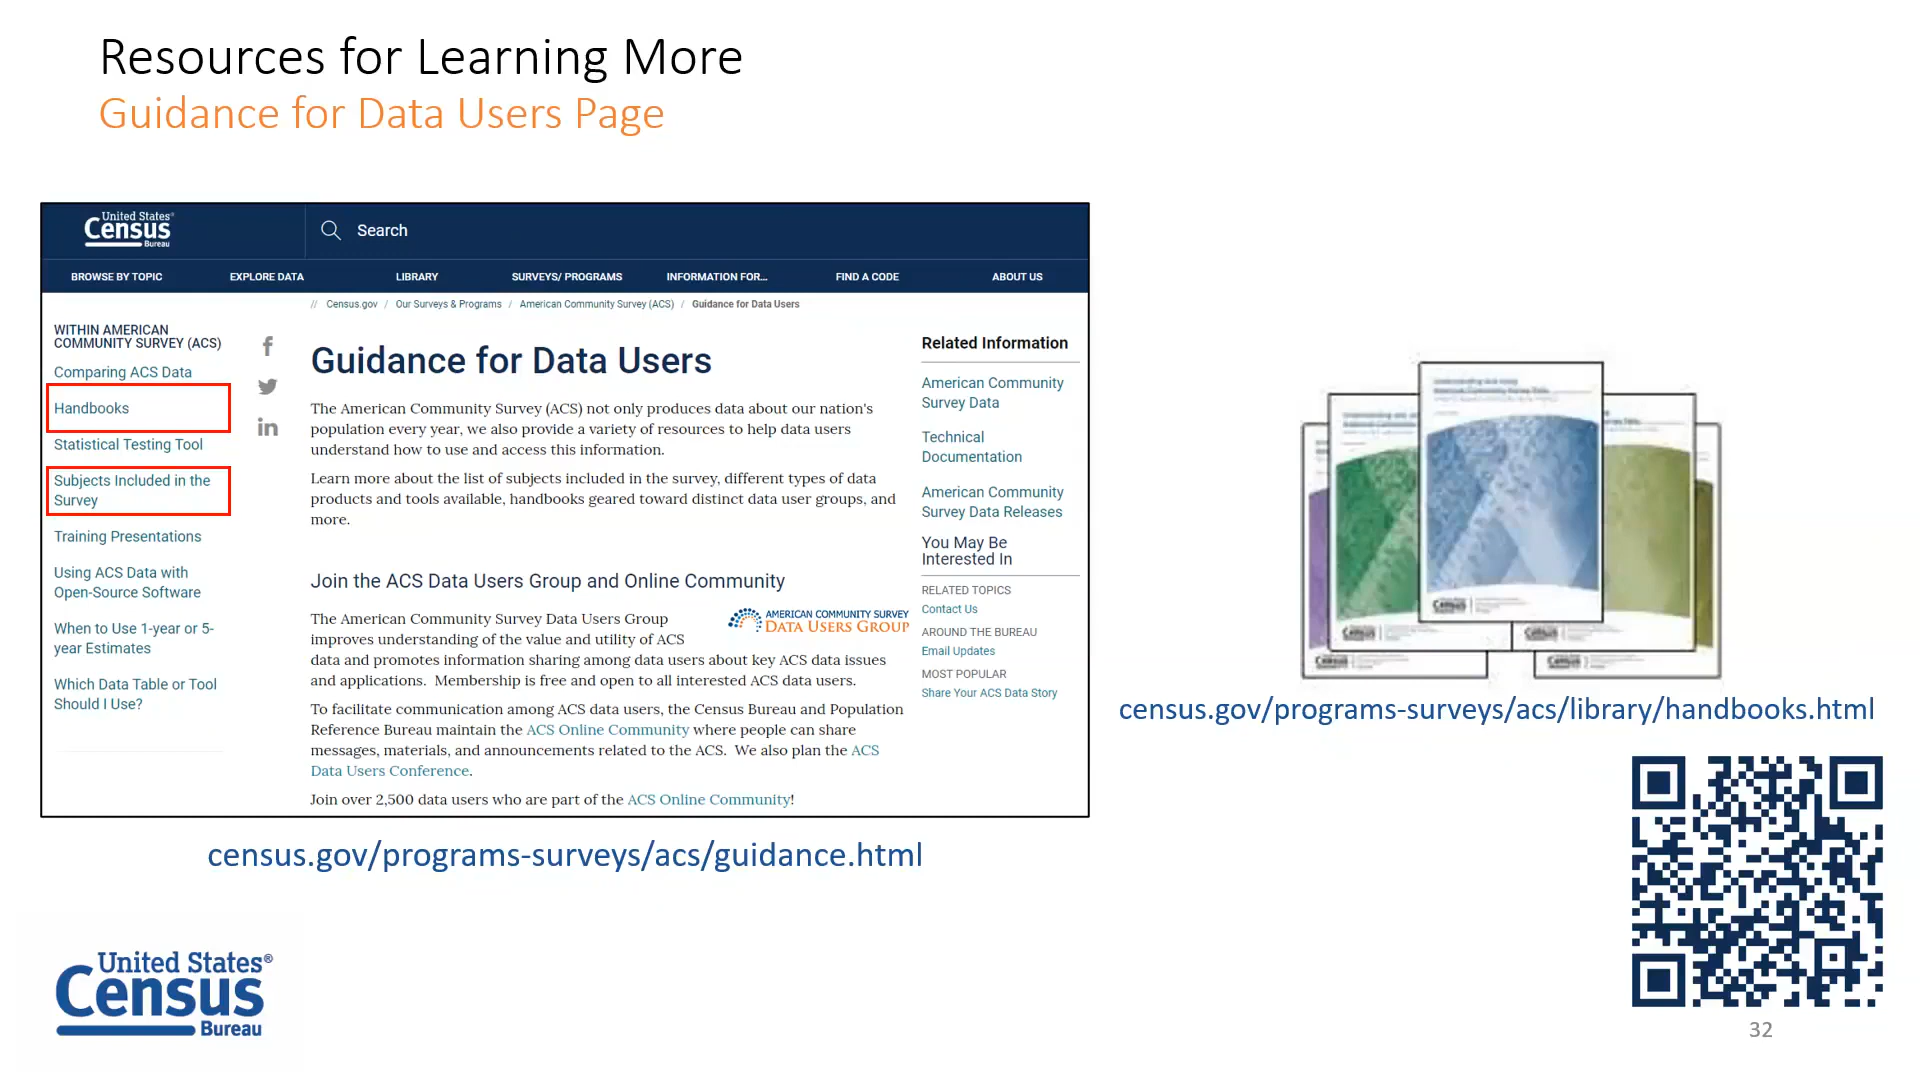 Resources for Learning More
Guidance for Data Users Page
United States®
Census
Bureau
Search
BROWSE BY TOPIC
EXPLORE DATA
LIBRARY
SURVEYS/ PROGRAMS
INFORMATION FOR...
FIND A CODE
ABOUT US
// Census.gov / Our Surveys & Programs / American Community Survey (ACS) / Guidance for Data Users
WITHIN AMERICAN
COMMUNITY SURVEY (ACS)
Comparing ACS Data
Handbooks
Statistical Testing Tool
Subjects Included in the
Survey
Training Presentations
Using ACS Data with
Open-Source Software
When to Use 1-year or 5-
year Estimates
Which Data Table or Tool
Should I Use?
Guidance for Data Users
The American Community Survey (ACS) not only produces data about our nation's
population every year, we also provide a variety of resources to help data users
understand how to use and access this information.
Learn more about the list of subjects included in the survey, different types of data
products and tools available, handbooks geared toward distinct data user groups, and
more.
Join the ACS Data Users Group and Online Community
The American Community Survey Data Users Group
improves understanding of the value and utility of ACS
data and promotes information sharing among data users about key ACS data issues
and applications. Membership is free and open to all interested ACS data users.
AMERICAN COMMUNITY SURVEY
DATA USERS GROUP
To facilitate communication among ACS data users, the Census Bureau and Population
Reference Bureau maintain the ACS Online Community where people can share
messages, materials, and announcements related to the ACS. We also plan the ACS
Data Users Conference.
Join over 2,500 data users who are part of the ACS Online Community!
Related Information
American Community
Survey Data
Technical
Documentation
American Community
Survey Data Releases
You May Be
Interested In
RELATED TOPICS
Contact Us
AROUND THE BUREAU
Email Updates
MOST POPULAR
Share Your ACS Data Story
census.gov/programs-surveys/acs/guidance.html
Census
Census
Census
Census
Census
census.gov/programs-surveys/acs/library/handbooks.html
United States®
Census
Bureau
32